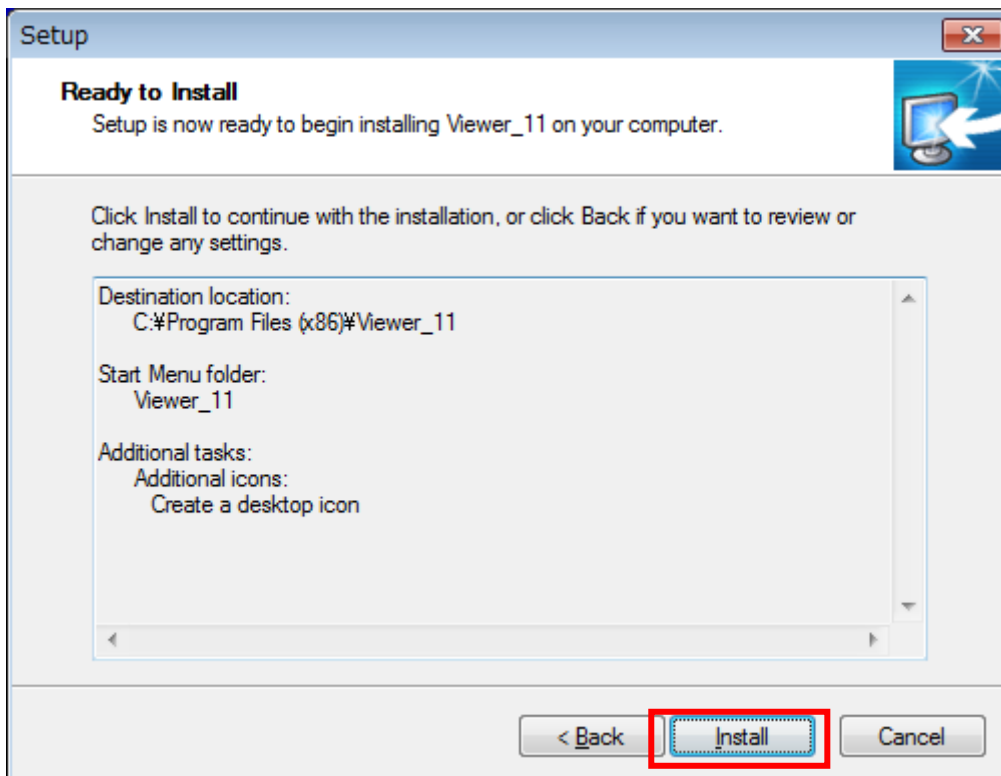 Setup
Ready to Install
Setup is now ready to begin installing Viewer_11 on your computer.
Click Install to continue with the installation, or click Back if you want to review or
change any settings.
Destination location:
C:¥Program Files (x86)¥Viewer_11
Start Menu folder:
Viewer_11
Additional tasks:
Additional icons:
Create a desktop icon
< Back
Install
Cancel